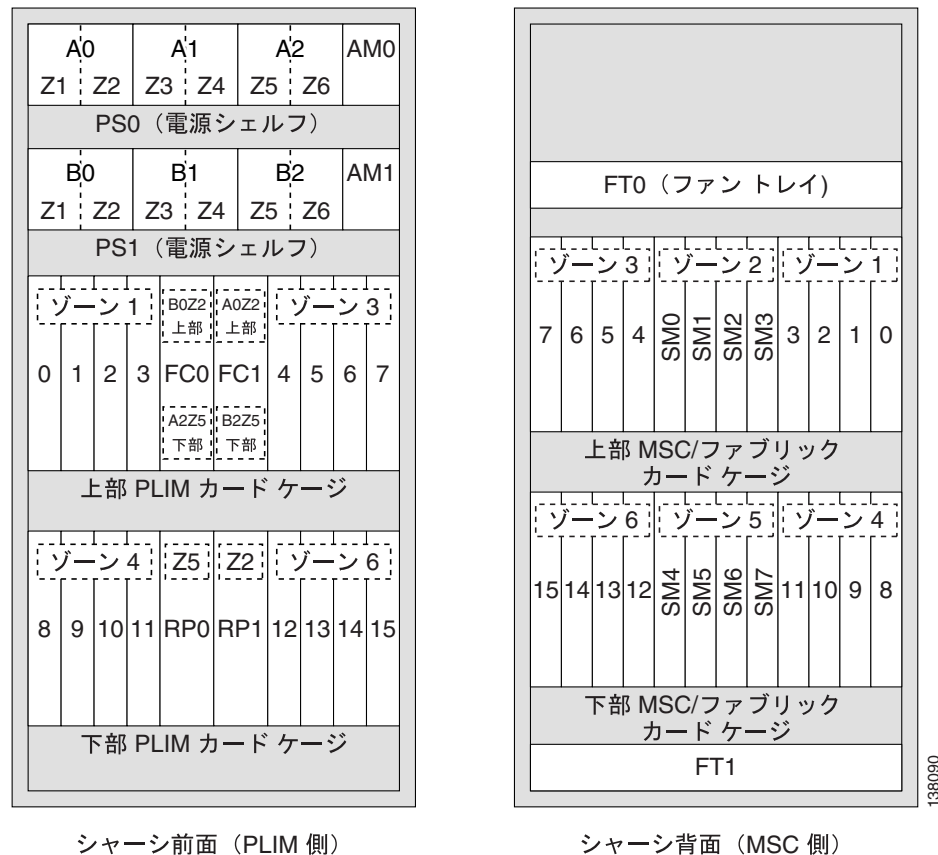 A0 A1 A2 AM0
Z1 Z2 Z3 Z4 Z5 Z6
PS0（電源シェルフ）
B0 B1 B2 AM1
Z1 Z2 Z3 Z4 Z5 Z6
PS1（電源シェルフ）
ゾーン 1 B0Z2 上部 A0Z2 上部 ゾーン 3
0 1 2 3 FC0 FC1 4 5 6 7
A2Z5 下部 B2Z5 下部
上部 PLIM カード ケージ
ゾーン 4 Z5 Z2 ゾーン 6
8 9 10 11 RP0 RP1 12 13 14 15
下部 PLIM カード ケージ
シャーシ前面（PLIM 側）
FT0（ファン トレイ)
ゾーン 3 ゾーン 2 ゾーン 1
7 6 5 4 SM0 SM1 SM2 SM3 3 2 1 0
上部 MSC/ファブリック
カード ケージ
ゾーン 6 ゾーン 5 ゾーン 4
15 14 13 12 SM4 SM5 SM6 SM7 11 10 9 8
下部 MSC/ファブリック
カード ケージ
FT1
シャーシ背面（MSC 側）
138090